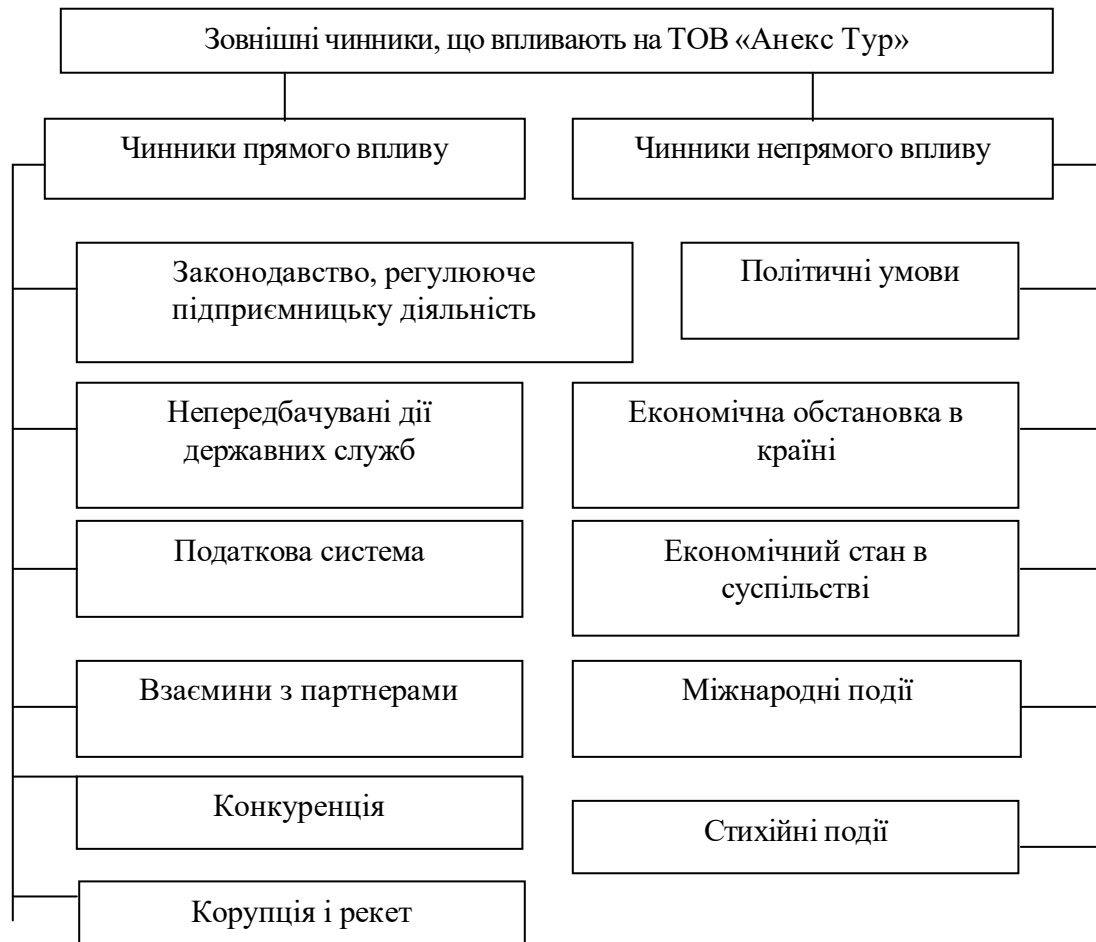 Зовнішні чинники, що впливають на ТОВ «Анекс Тур»
Чинники прямого впливу
Чинники непрямого впливу
Законодавство, регулююче
підприємницьку діяльність
Політичні умови
Непередбачувані дії
державних служб
Економічна обстановка в
країні
Податкова система
Економічний стан в
суспільстві
Взаємини з партнерами
Міжнародні події
Конкуренція
Стихійні події
Корупція і рекет